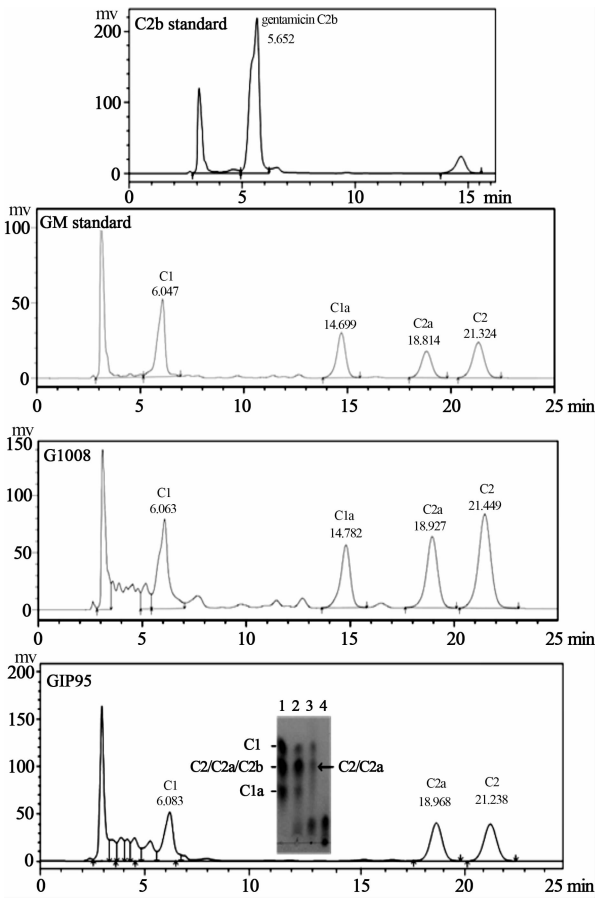 mv
C2b standard
gentamicin C2b
5.652
200
100
0
0 5 10 15 min
mv
GM standard
100
50
0
C1
6.047
C1a
14.699
C2a
18.814
C2
21.324
0 5 10 15 20 25 min
mv
G1008
150
100
50
0
C1
6.063
C1a
14.782
C2a
18.927
C2
21.449
0 5 10 15 20 25 min
mv
GIP95
200
150
100
50
0
C1
6.083
1 2 3 4
C1
C2/C2a/C2b
C2/C2a
C1a
C2a
18.968
C2
21.238
0 5 10 15 20 25 min